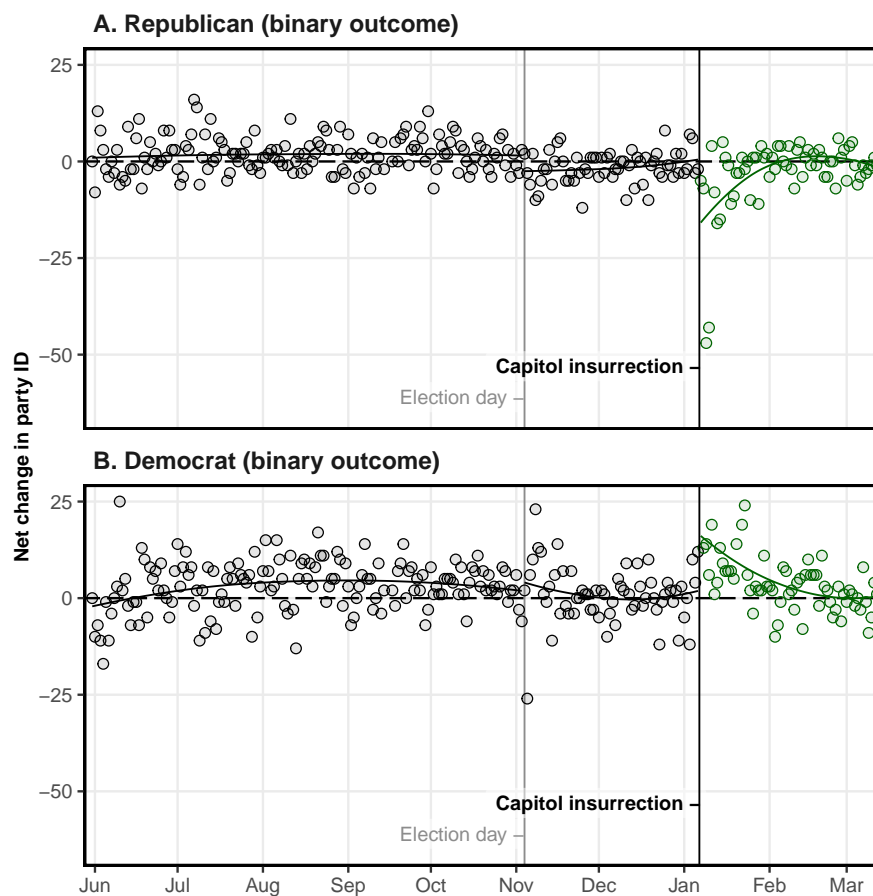 A. Republican (binary outcome)
25
0
−25
−50
Capitol insurrection
Election day
Net change in party ID
B. Democrat (binary outcome)
25
0
−25
−50
Capitol insurrection
Election day
Jun Jul Aug Sep Oct Nov Dec Jan Feb Mar